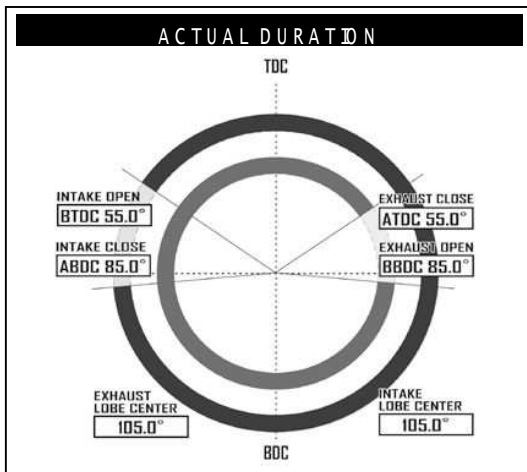 ACTUAL DURATION
TDC
INTAKE OPEN
BTDC 55.0°
EXHAUST CLOSE
ATDC 55.0°
INTAKE CLOSE
ABDC 85.0°
EXHAUST OPEN
BBDC 85.0°
EXHAUST
LOBE CENTER
105.0°
INTAKE
LOBE CENTER
105.0°
BDC